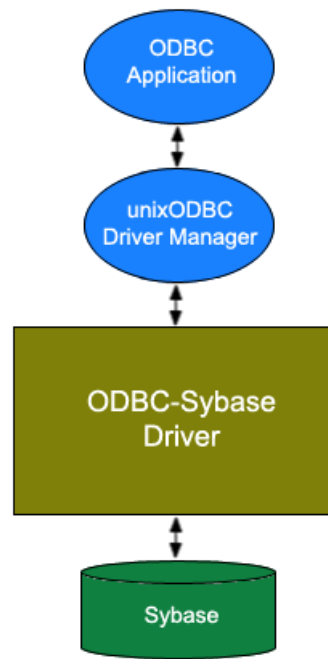 ODBC
Application
unixODBC
Driver Manager
ODBC-Sybase
Driver
Sybase